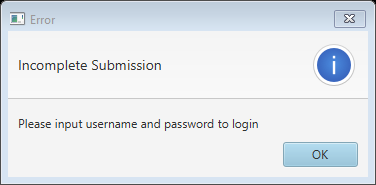 Error
Incomplete Submission
Please input username and password to login
OK